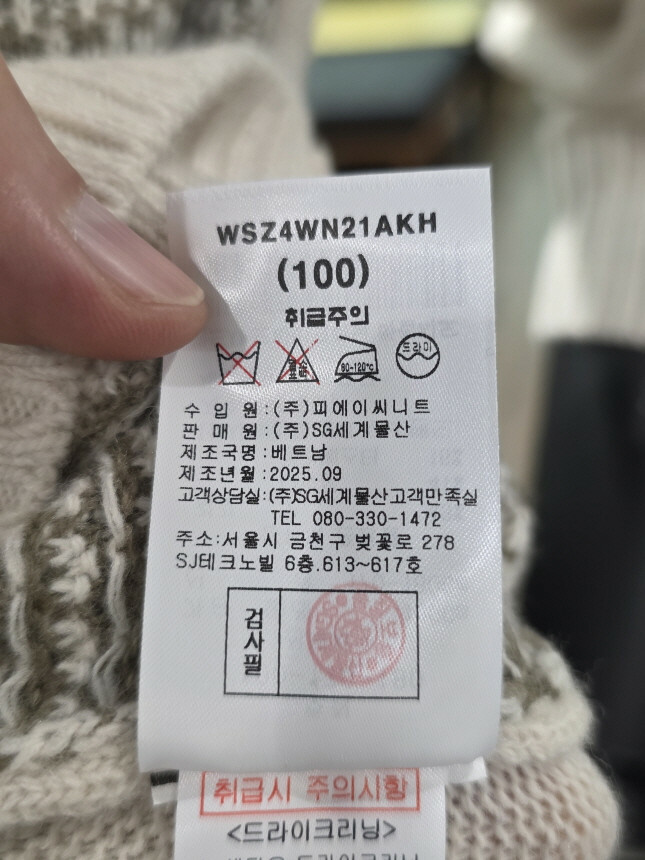 WSZ4WN21AKH
(100)
취급주의
80-120℃ 드라이
수 입 원:(주)피에이씨니트
판 매 원:(주)SG세계물산
제조국명:베트남
제조년월:2025.09
고객상담실:(주)SG세계물산고객만족실
TEL 080-330-1472
주소:서울시 금천구 벚꽃로 278
SJ테크노빌 6층.613~617호
검사필
취급시 주의사항
<드라이크리닝>